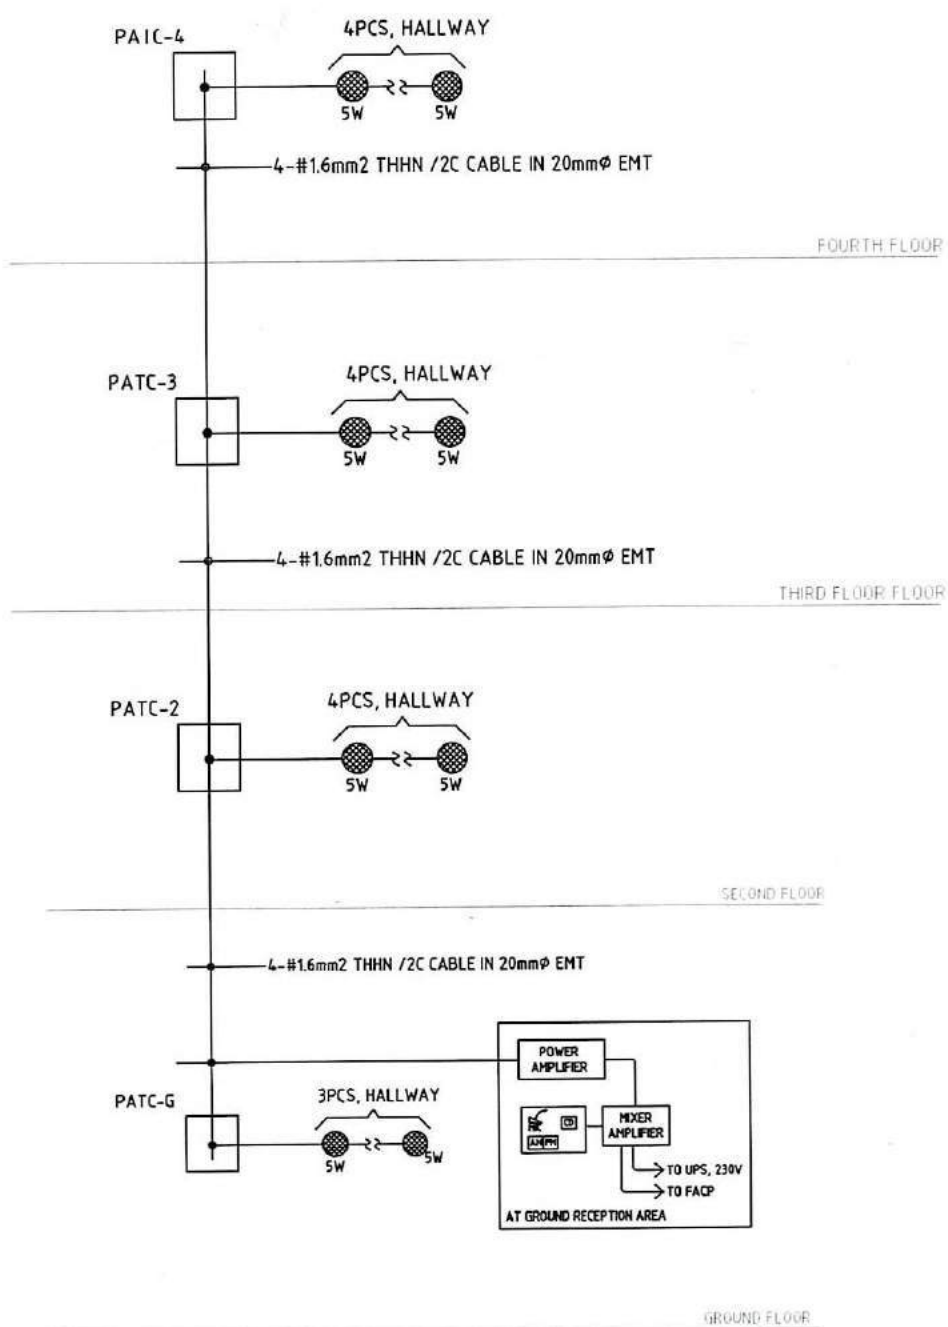 PAIC-4
4PCS, HALLWAY
5W 5W
4-#1.6mm2 THHN /2C CABLE IN 20mmØ EMT
FOURTH FLOOR
PATC-3
4PCS, HALLWAY
5W 5W
4-#1.6mm2 THHN /2C CABLE IN 20mmØ EMT
THIRD FLOOR FLOOR
PATC-2
4PCS, HALLWAY
5W 5W
SECOND FLOOR
4-#1.6mm2 THHN /2C CABLE IN 20mmØ EMT
PATC-G
3PCS, HALLWAY
5W 5W
POWER
AMPLIFIER
CD
AM FM
MIXER
AMPLIFIER
TO UPS, 230V
TO FACP
AT GROUND RECEPTION AREA
GROUND FLOOR